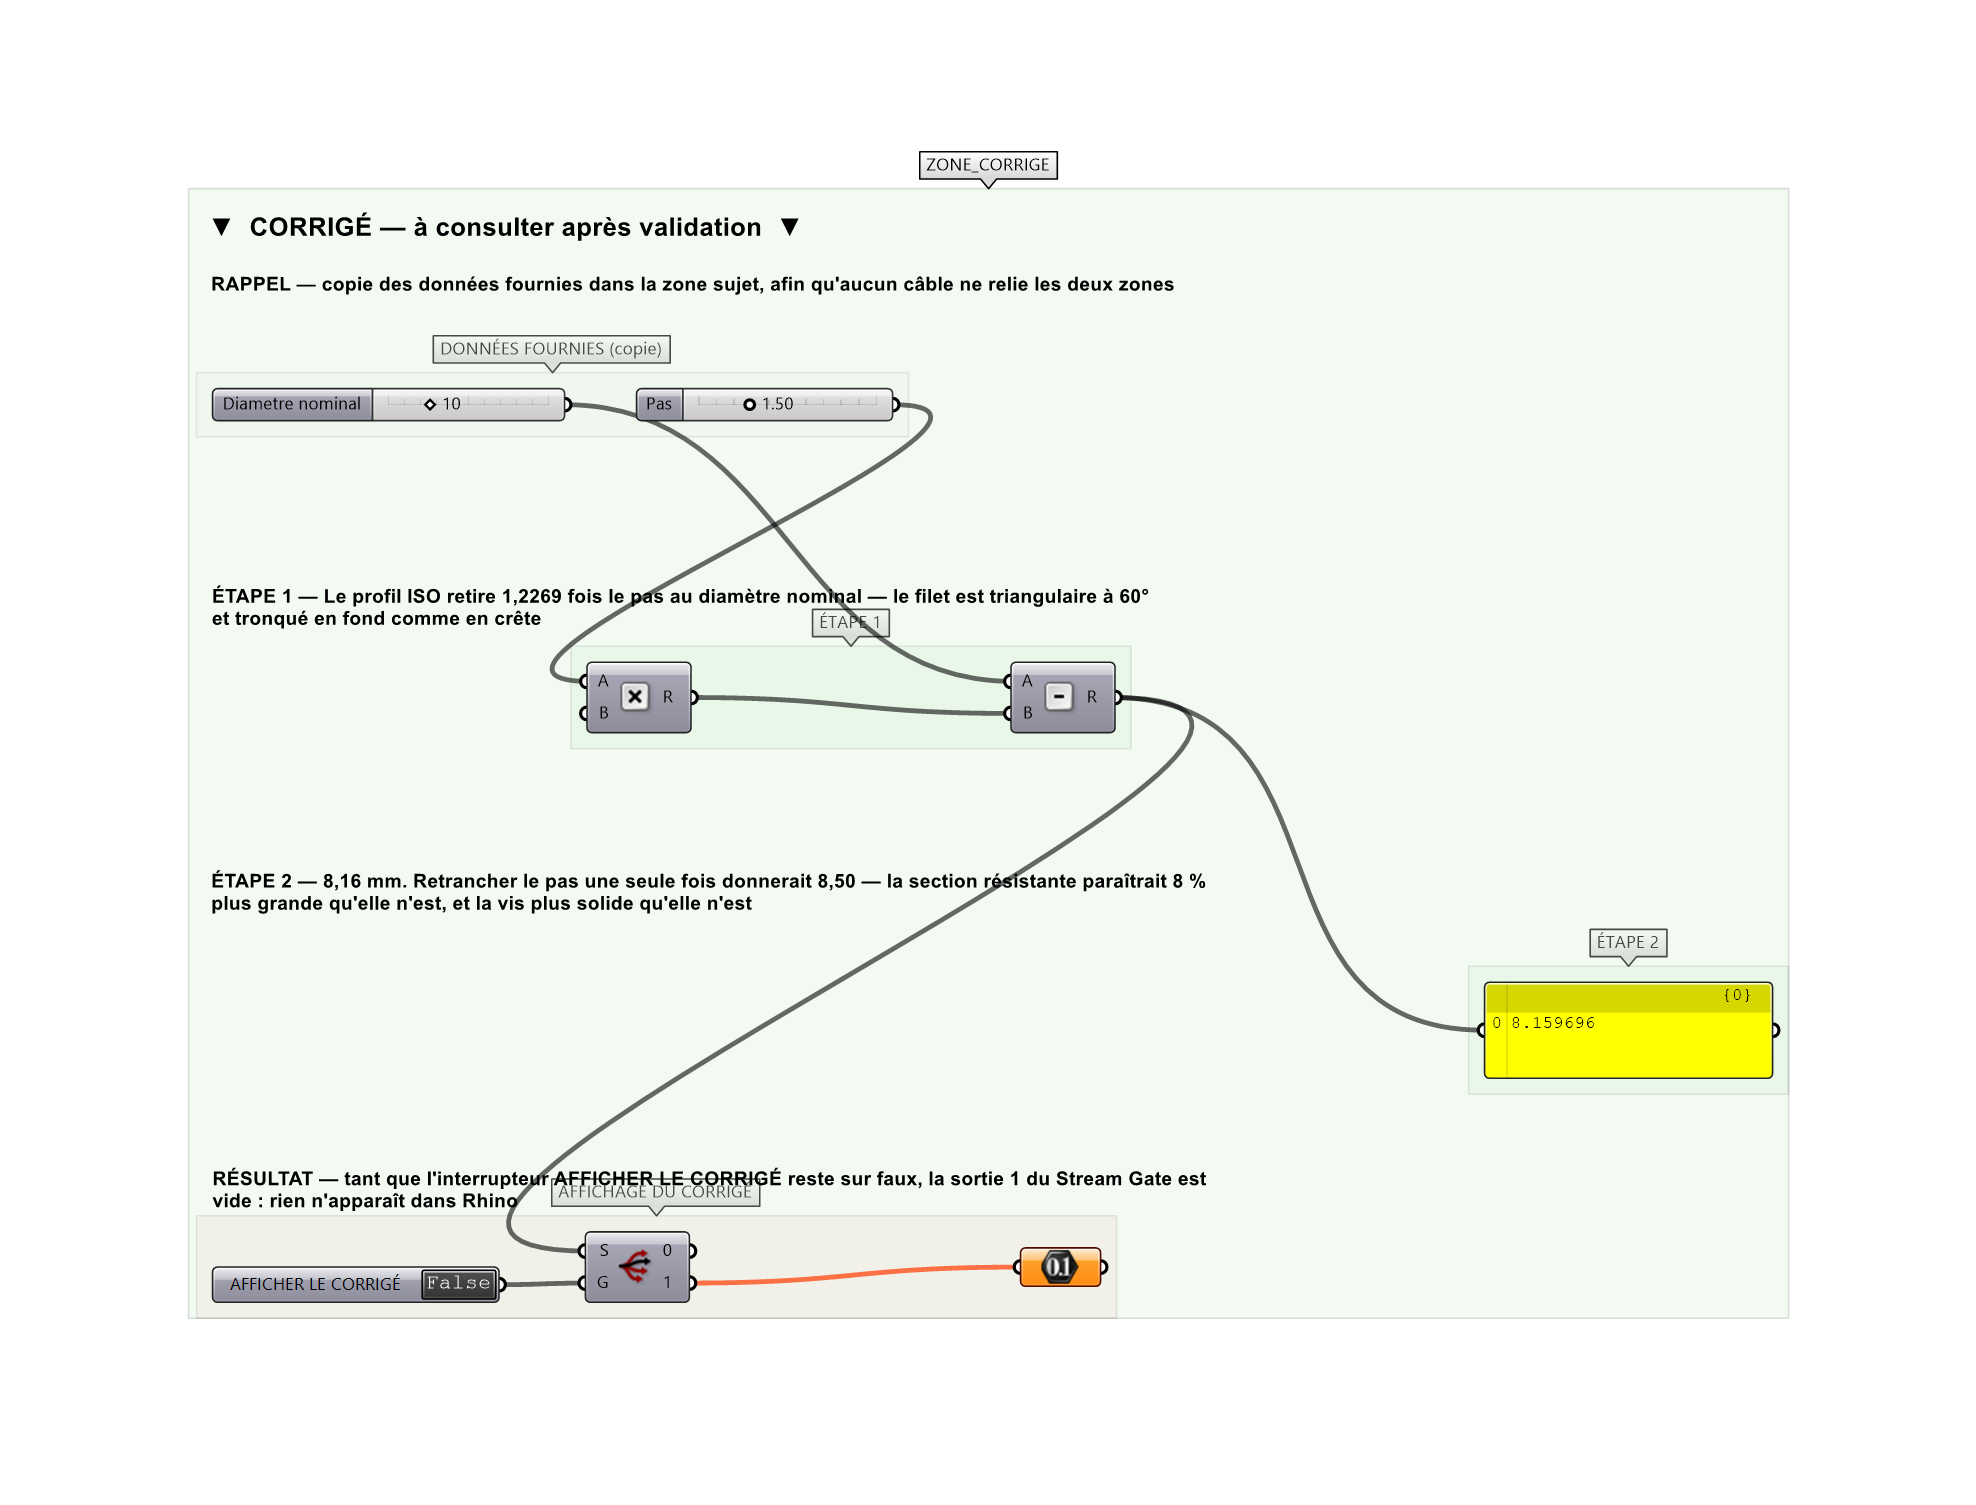 ZONE_CORRIGE
▼ CORRIGÉ — à consulter après validation ▼
RAPPEL — copie des données fournies dans la zone sujet, afin qu'aucun câble ne relie les deux zones
DONNÉES FOURNIES (copie)
Diametre nominal 10 Pas 1.50
ÉTAPE 1 — Le profil ISO retire 1,2269 fois le pas au diamètre nominal — le filet est triangulaire à 60°
et tronqué en fond comme en crête
ÉTAPE 1
A B R
A B R
ÉTAPE 2 — 8,16 mm. Retrancher le pas une seule fois donnerait 8,50 — la section résistante paraîtrait 8 %
plus grande qu'elle n'est, et la vis plus solide qu'elle n'est
ÉTAPE 2
{0}
0 8.159696
RÉSULTAT — tant que l'interrupteur AFFICHER LE CORRIGÉ reste sur faux, la sortie 1 du Stream Gate est
vide : rien n'apparaît dans Rhino
AFFICHAGE DU CORRIGÉ
S 0
G 1
AFFICHER LE CORRIGÉ False
0.1